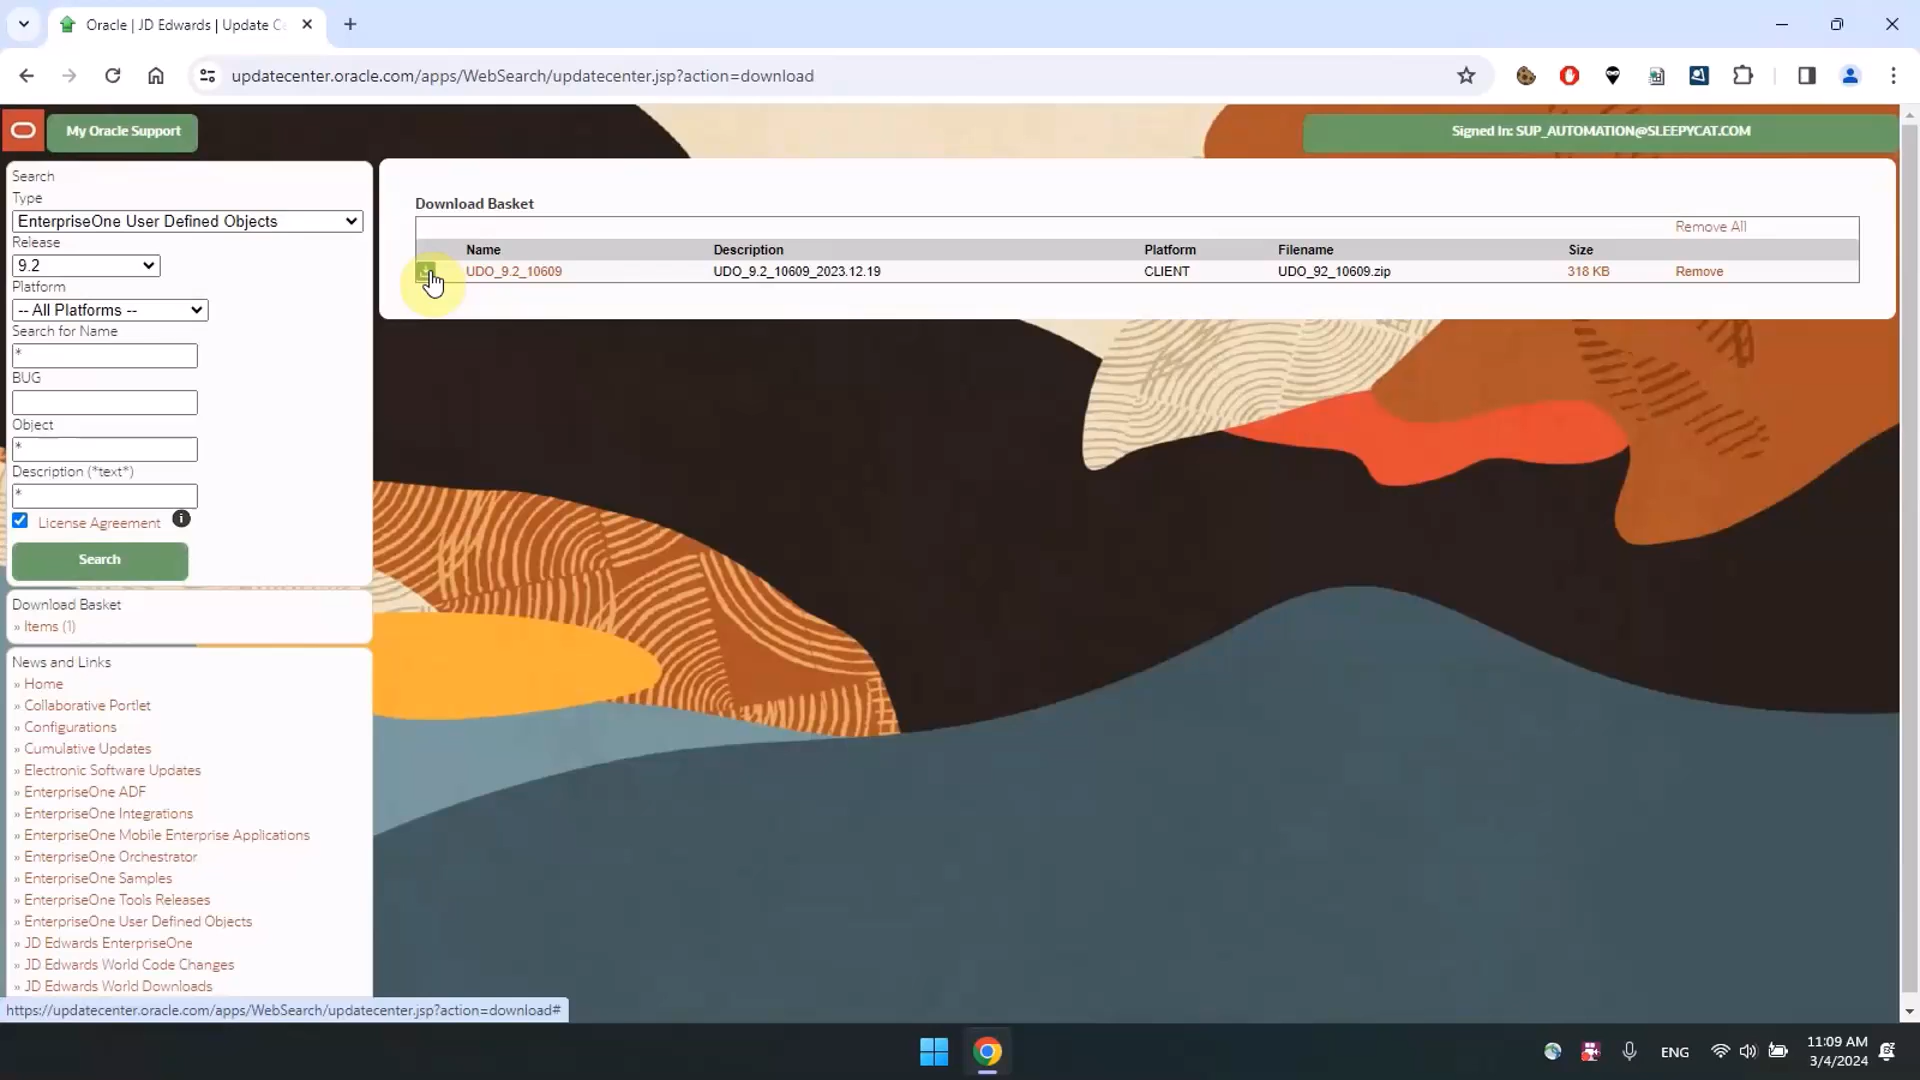 Oracle | JD Edwards | Update Ce
updatecenter.oracle.com/apps/WebSearch/updatecenter.jsp?action=download
My Oracle Support
Signed In: SUP_AUTOMATION@SLEEPYCAT.COM
Search
Type
EnterpriseOne User Defined Objects
Release
9.2
Platform
-- All Platforms --
Search for Name
*
BUG
Object
*
Description (*text*)
*
License Agreement
Search
Download Basket
» Items (1)
News and Links
» Home
» Collaborative Portlet
» Configurations
» Cumulative Updates
» Electronic Software Updates
» EnterpriseOne ADF
» EnterpriseOne Integrations
» EnterpriseOne Mobile Enterprise Applications
» EnterpriseOne Orchestrator
» EnterpriseOne Samples
» EnterpriseOne Tools Releases
» EnterpriseOne User Defined Objects
» JD Edwards EnterpriseOne
» JD Edwards World Code Changes
» JD Edwards World Downloads
Download Basket
Remove All
Name Description Platform Filename Size
UDO_9.2_10609 UDO_9.2_10609_2023.12.19 CLIENT UDO_92_10609.zip 318 KB Remove
https://updatecenter.oracle.com/apps/WebSearch/updatecenter.jsp?action=download#
ENG
11:09 AM
3/4/2024